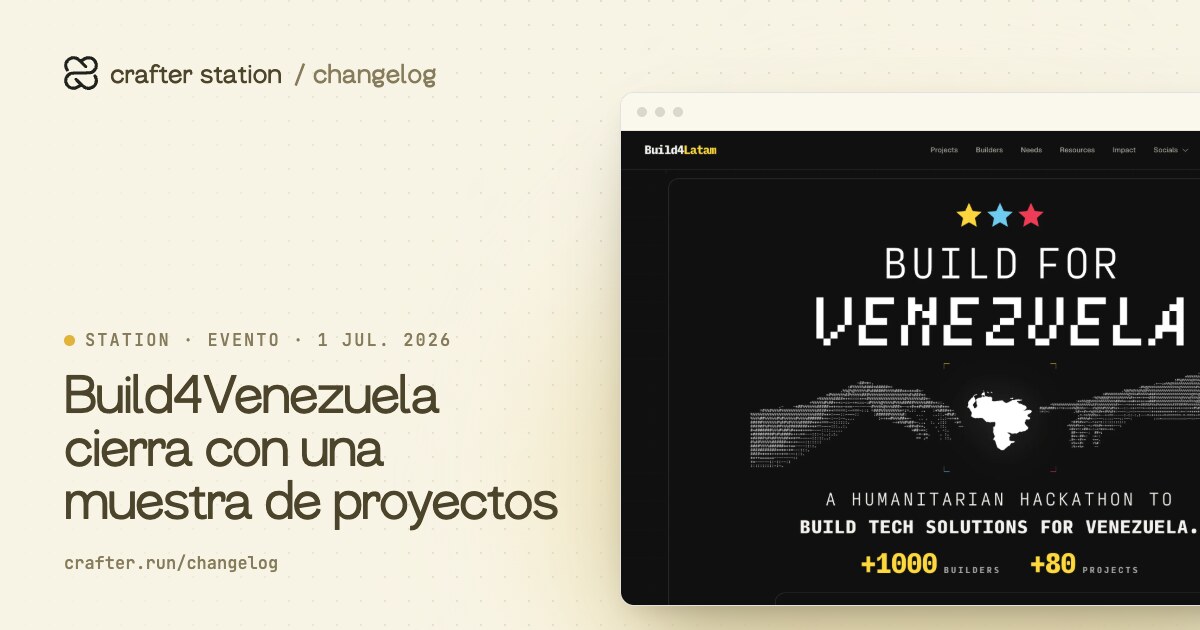 crafter station / changelog
STATION · EVENTO · 1 JUL. 2026
Build4Venezuela
cierra con una
muestra de proyectos
crafter.run/changelog
Build4Latam
Projects Builders Needs Resources Impact Socials
BUILD FOR
VENEZUELA
A HUMANITARIAN HACKATHON TO
BUILD TECH SOLUTIONS FOR VENEZUELA.
+1000 BUILDERS +80 PROJECTS